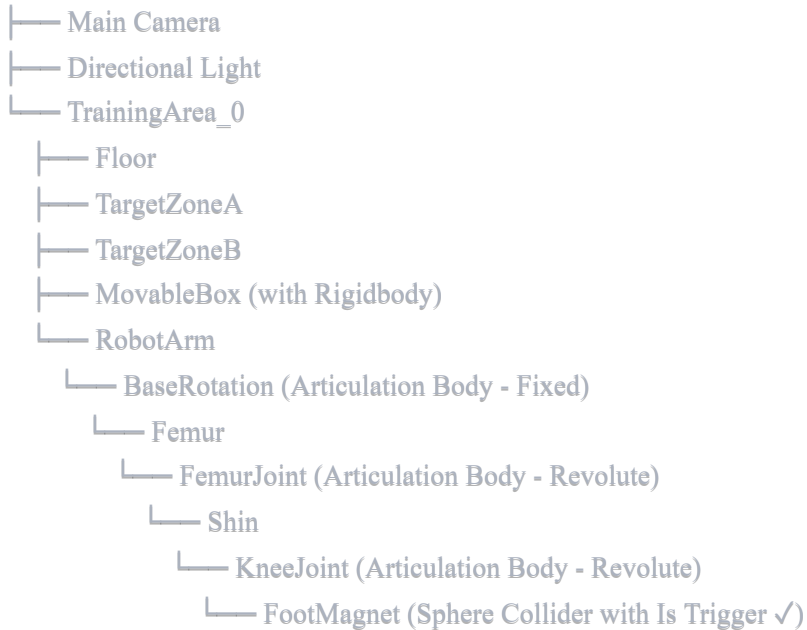 ├── Main Camera
├── Directional Light
└── TrainingArea_0
├── Floor
├── TargetZoneA
├── TargetZoneB
├── MovableBox (with Rigidbody)
└── RobotArm
└── BaseRotation (Articulation Body - Fixed)
└── Femur
└── FemurJoint (Articulation Body - Revolute)
└── Shin
└── KneeJoint (Articulation Body - Revolute)
└── FootMagnet (Sphere Collider with Is Trigger ✓)